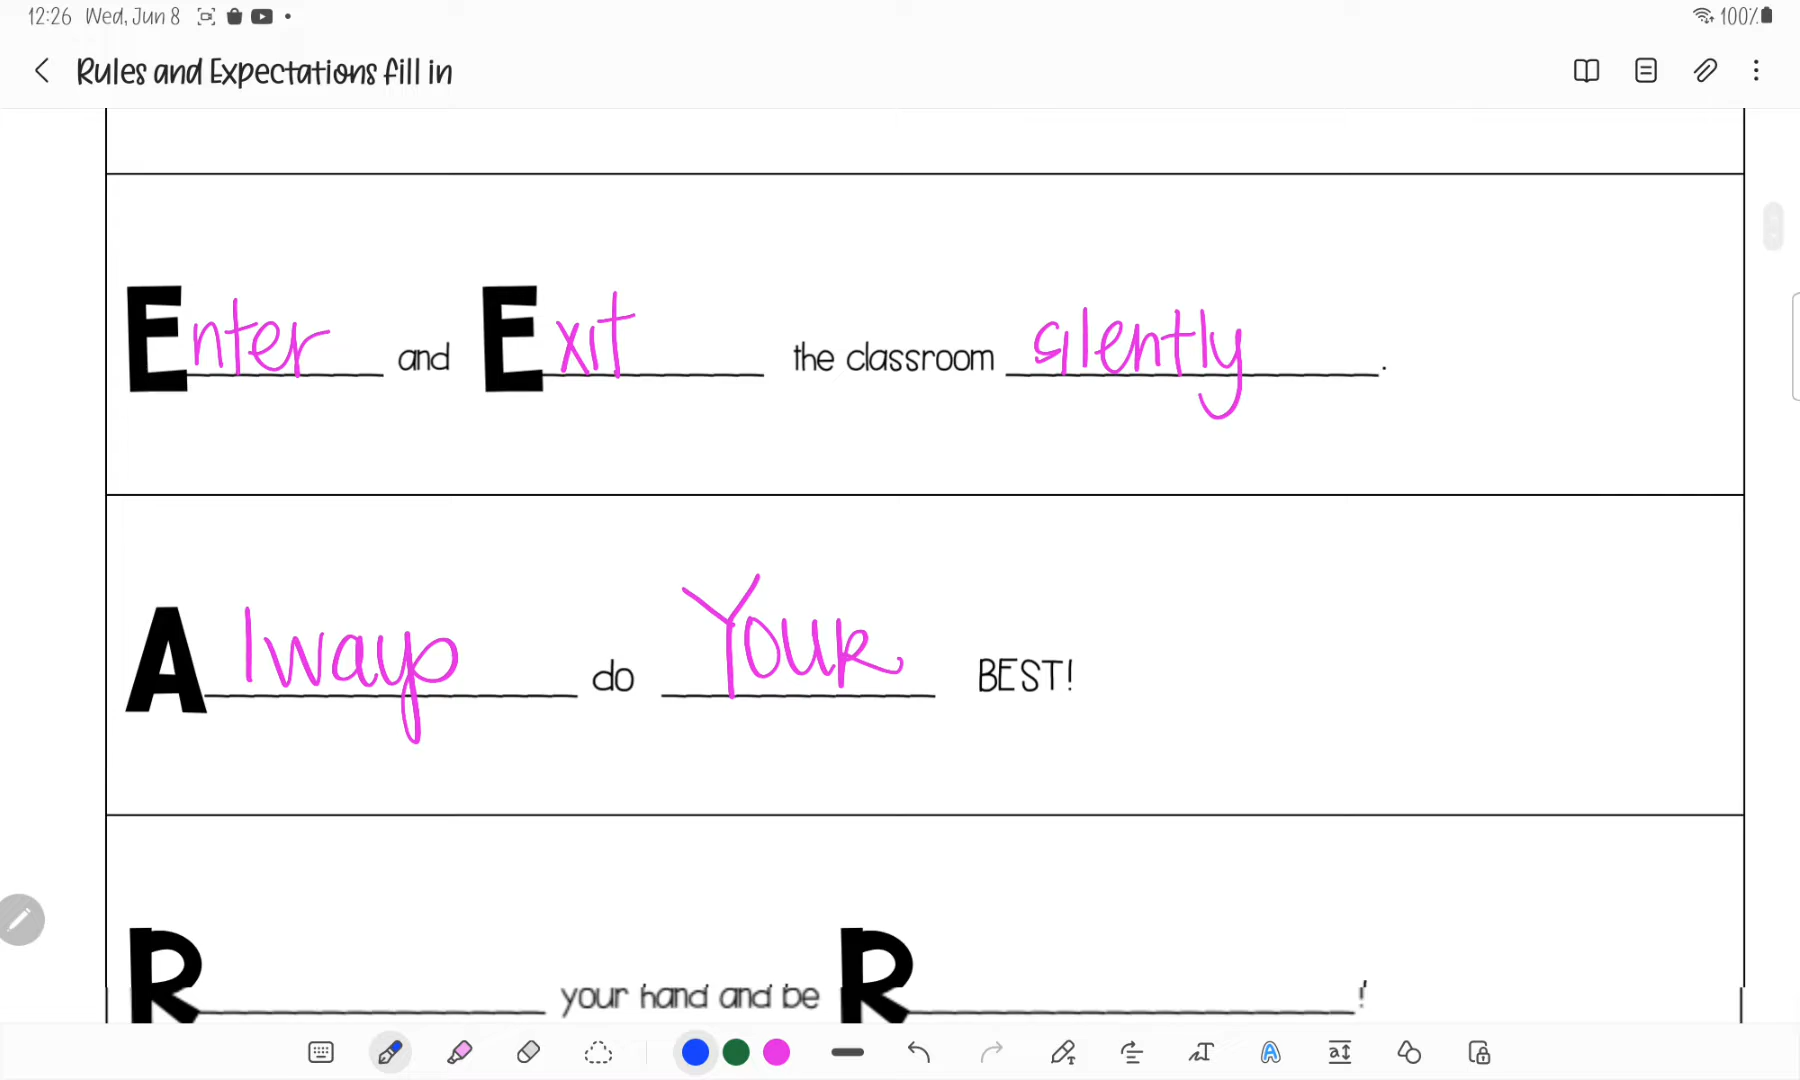 12:26 Wed, Jun 8 100%
Rules and Expectations fill in
Enter and Exit the classroom silently.
Always do Your BEST!
R your hand and be R !